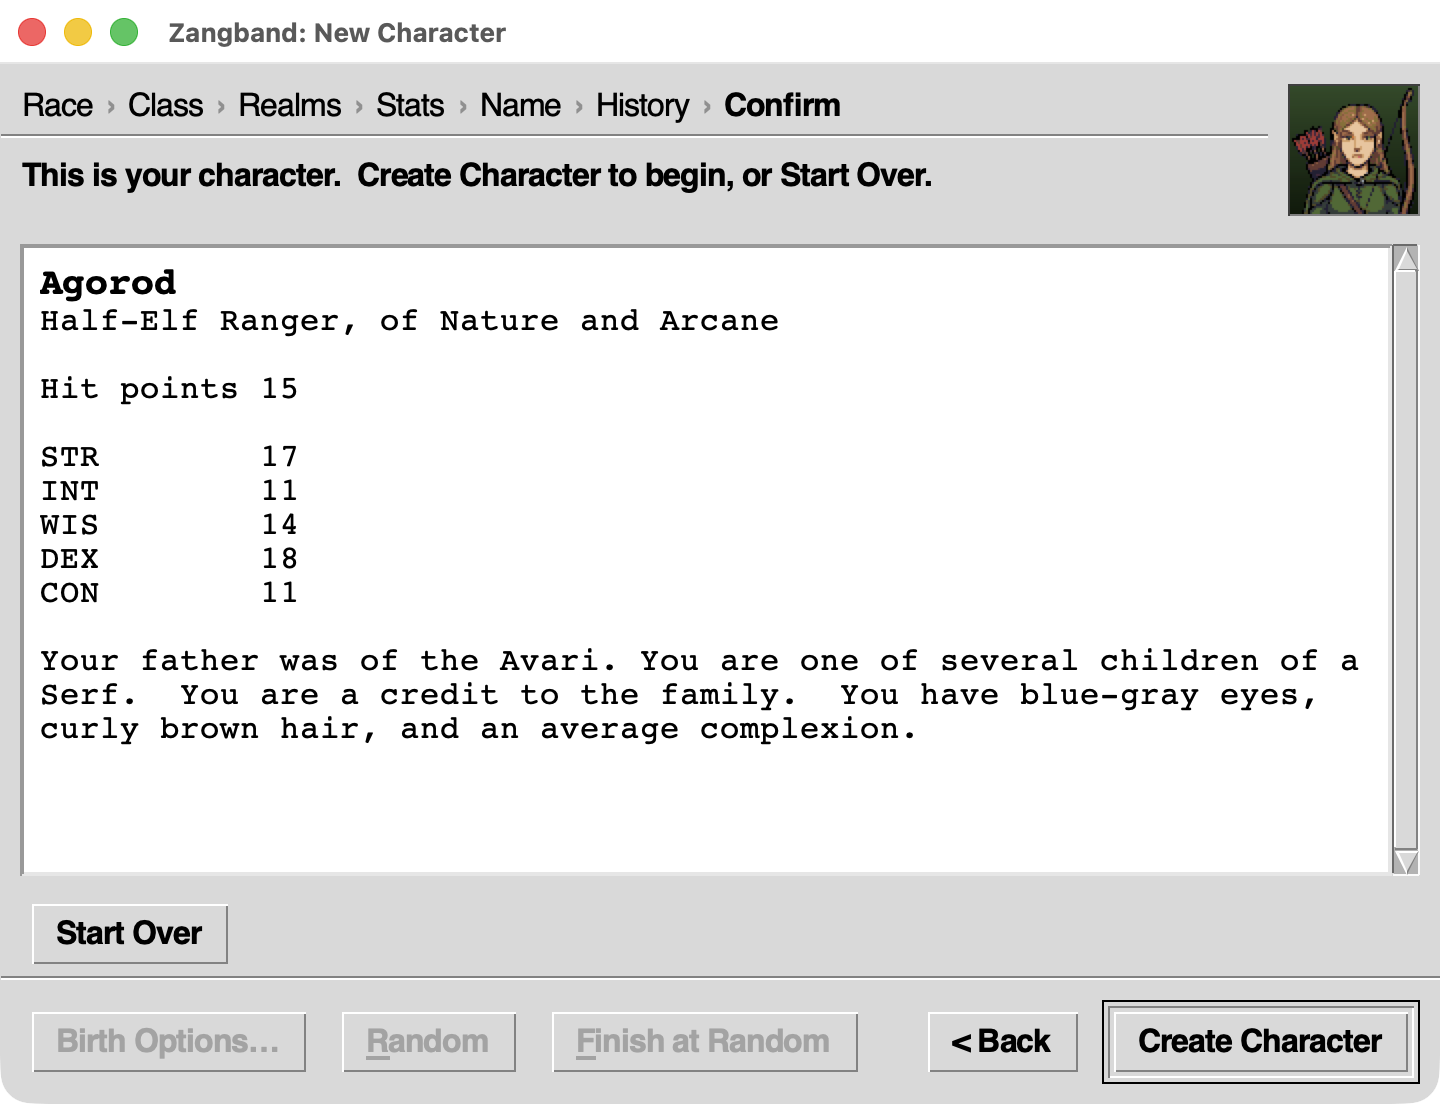 Zangband: New Character
Race › Class › Realms › Stats › Name › History › Confirm
This is your character.  Create Character to begin, or Start Over.
Agorod
Half-Elf Ranger, of Nature and Arcane
Hit points 15
STR 17
INT 11
WIS 14
DEX 18
CON 11
Your father was of the Avari. You are one of several children of a
Serf.  You are a credit to the family.  You have blue-gray eyes,
curly brown hair, and an average complexion.
Start Over
Birth Options... Random Finish at Random < Back Create Character